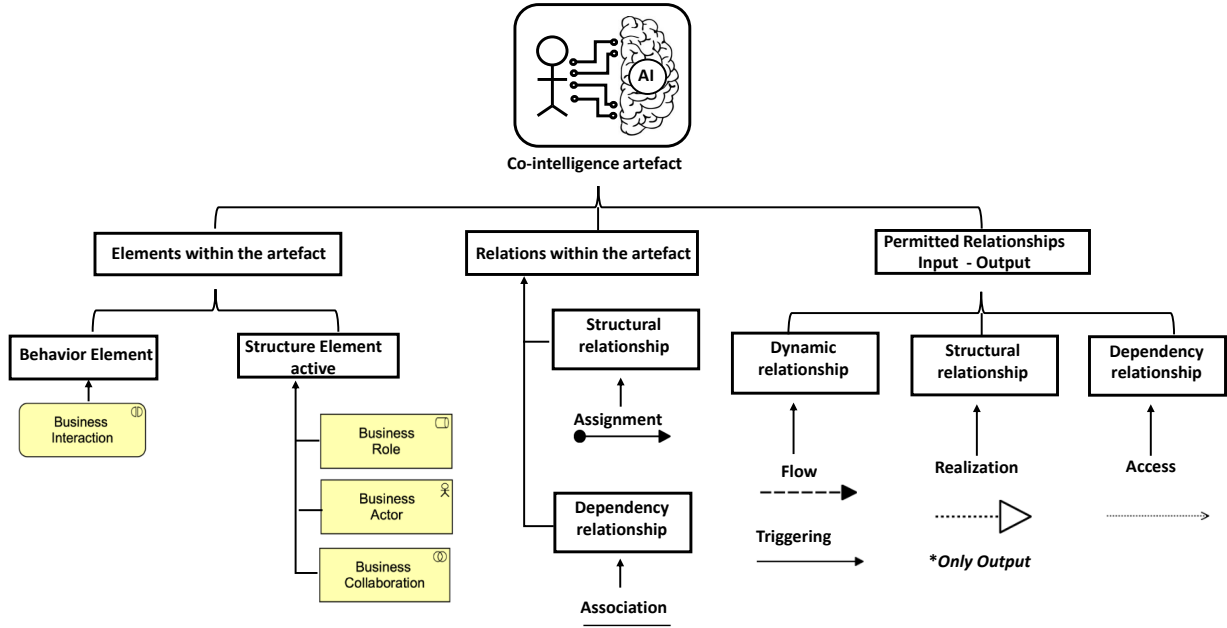 AI
Co-intelligence artefact
Elements within the artefact
Relations within the artefact
Permitted Relationships
Input - Output
Behavior Element
Structure Element
active
Business
Interaction
Business
Role
Business
Actor
Business
Collaboration
Structural
relationship
Assignment
Dependency
relationship
Association
Dynamic
relationship
Structural
relationship
Dependency
relationship
Flow
Triggering
Realization
*Only Output
Access